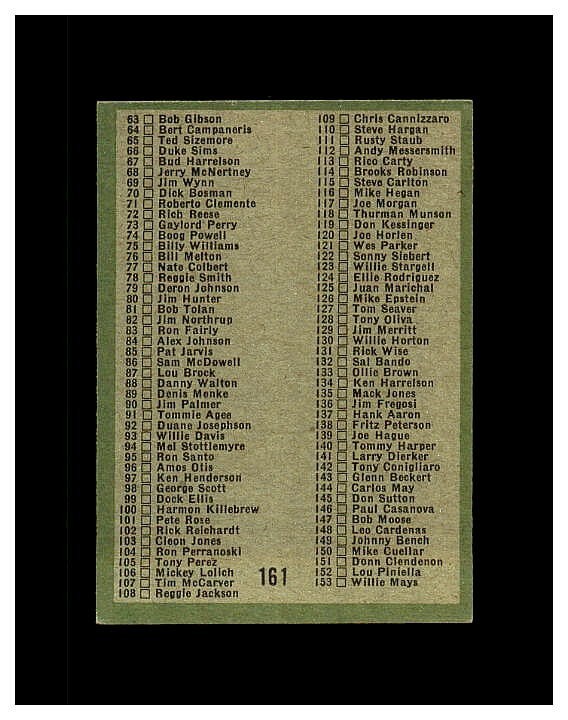 63 Bob Gibson
64 Bert Campaneris
65 Ted Sizemore
66 Duke Sims
67 Bud Harrelson
68 Jerry McNertney
69 Jim Wynn
70 Dick Bosman
71 Roberto Clemente
72 Rich Reese
73 Gaylord Perry
74 Boog Powell
75 Billy Williams
76 Bill Melton
77 Nate Colbert
78 Reggie Smith
79 Deron Johnson
80 Jim Hunter
81 Bob Tolan
82 Jim Northrup
83 Ron Fairly
84 Alex Johnson
85 Pat Jarvis
86 Sam McDowell
87 Lou Brock
88 Danny Walton
89 Denis Menke
90 Jim Palmer
91 Tommie Agee
92 Duane Josephson
93 Willie Davis
94 Mel Stottlemyre
95 Ron Santo
96 Amos Otis
97 Ken Henderson
98 George Scott
99 Dock Ellis
100 Harmon Killebrew
101 Pete Rose
102 Rick Reichardt
103 Cleon Jones
104 Ron Perranoski
105 Tony Perez
106 Mickey Lolich
107 Tim McCarver
108 Reggie Jackson
161
109 Chris Cannizzaro
110 Steve Hargan
111 Rusty Staub
112 Andy Messersmith
113 Rico Carty
114 Brooks Robinson
115 Steve Carlton
116 Mike Hegan
117 Joe Morgan
118 Thurman Munson
119 Don Kessinger
120 Joe Horlen
121 Wes Parker
122 Sonny Siebert
123 Willie Stargell
124 Ellie Rodriguez
125 Juan Marichal
126 Mike Epstein
127 Tom Seaver
128 Tony Oliva
129 Jim Merritt
130 Willie Horton
131 Rick Wise
132 Sal Bando
133 Ollie Brown
134 Ken Harrelson
135 Mack Jones
136 Jim Fregosi
137 Hank Aaron
138 Fritz Peterson
139 Joe Hague
140 Tommy Harper
141 Larry Dierker
142 Tony Conigliaro
143 Glenn Beckert
144 Carlos May
145 Don Sutton
146 Paul Casanova
147 Bob Moose
148 Leo Cardenas
149 Johnny Bench
150 Mike Cuellar
151 Donn Clendenon
152 Lou Piniella
153 Willie Mays